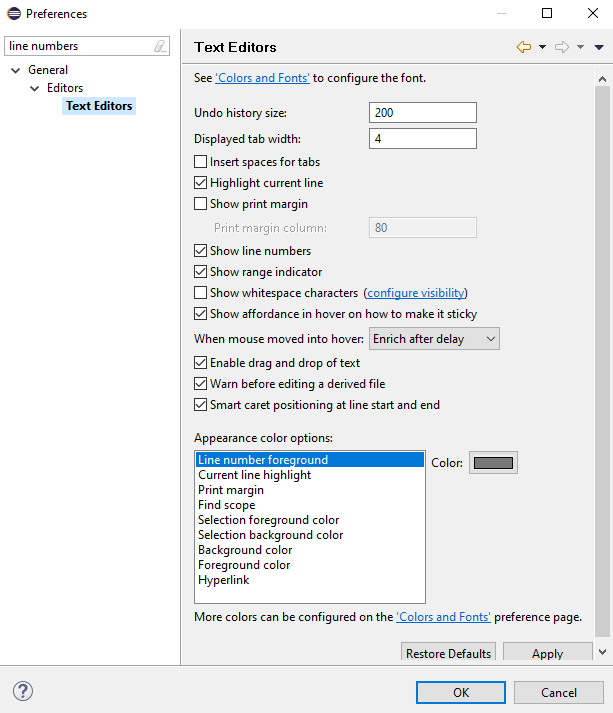 Preferences
line numbers
General
Editors
Text Editors
Text Editors
See 'Colors and Fonts' to configure the font.
Undo history size: 200
Displayed tab width: 4
Insert spaces for tabs
Highlight current line
Show print margin
Print margin column: 80
Show line numbers
Show range indicator
Show whitespace characters (configure visibility)
Show affordance in hover on how to make it sticky
When mouse moved into hover: Enrich after delay
Enable drag and drop of text
Warn before editing a derived file
Smart caret positioning at line start and end
Appearance color options:
Line number foreground
Color:
Current line highlight
Print margin
Find scope
Selection foreground color
Selection background color
Background color
Foreground color
Hyperlink
More colors can be configured on the 'Colors and Fonts' preference page.
Restore Defaults Apply
? OK Cancel